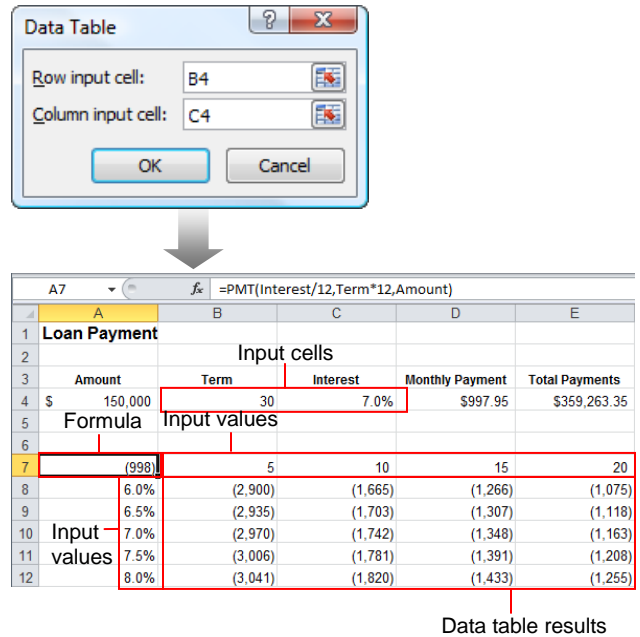 Data Table
Row input cell: B4
Column input cell: C4
OK Cancel
A7 fx =PMT(Interest/12,Term*12,Amount)
A B C D E
1 Loan Payment
2 Input cells
3 Amount Term Interest Monthly Payment Total Payments
4 $ 150,000 30 7.0% $997.95 $359,263.35
5 Formula Input values
6
7 (998) 5 10 15 20
8 6.0% (2,900) (1,665) (1,266) (1,075)
9 6.5% (2,935) (1,703) (1,307) (1,118)
10 Input values 7.0% (2,970) (1,742) (1,348) (1,163)
11 7.5% (3,006) (1,781) (1,391) (1,208)
12 8.0% (3,041) (1,820) (1,433) (1,255)
Data table results